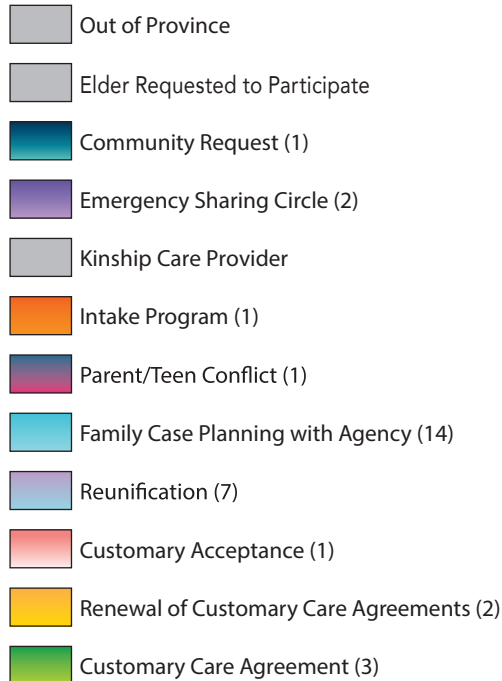 Out of Province
Elder Requested to Participate
Community Request (1)
Emergency Sharing Circle (2)
Kinship Care Provider
Intake Program (1)
Parent/Teen Conflict (1)
Family Case Planning with Agency (14)
Reunification (7)
Customary Acceptance (1)
Renewal of Customary Care Agreements (2)
Customary Care Agreement (3)